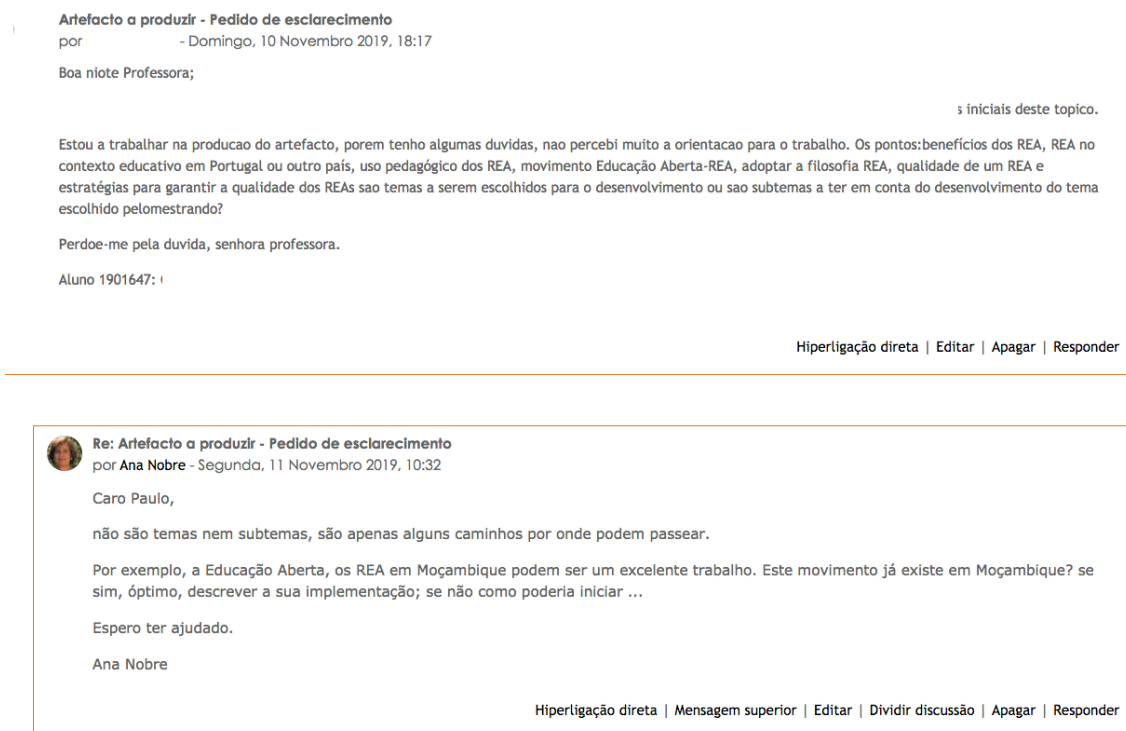 Artefacto a produzir - Pedido de esclarecimento
por - Domingo, 10 Novembro 2019, 18:17
Boa niote Professora;
s iniciais deste topico.
Estou a trabalhar na producao do artefacto, porem tenho algumas duvidas, nao percebi muito a orientacao para o trabalho. Os pontos:benefícios dos REA, REA no
contexto educativo em Portugal ou outro país, uso pedagógico dos REA, movimento Educação Aberta-REA, adoptar a filosofia REA, qualidade de um REA e
estratégias para garantir a qualidade dos REAs sao temas a serem escolhidos para o desenvolvimento ou sao subtemas a ter em conta do desenvolvimento do tema
escolhido pelomestrando?
Perdoe-me pela duvida, senhora professora.
Aluno 1901647:
Hiperligação direta | Editar | Apagar | Responder
Re: Artefacto a produzir - Pedido de esclarecimento
por Ana Nobre - Segunda, 11 Novembro 2019, 10:32
Caro Paulo,
não são temas nem subtemas, são apenas alguns caminhos por onde podem passear.
Por exemplo, a Educação Aberta, os REA em Moçambique podem ser um excelente trabalho. Este movimento já existe em Moçambique? se
sim, óptimo, descrever a sua implementação; se não como poderia iniciar ...
Espero ter ajudado.
Ana Nobre
Hiperligação direta | Mensagem superior | Editar | Dividir discussão | Apagar | Responder